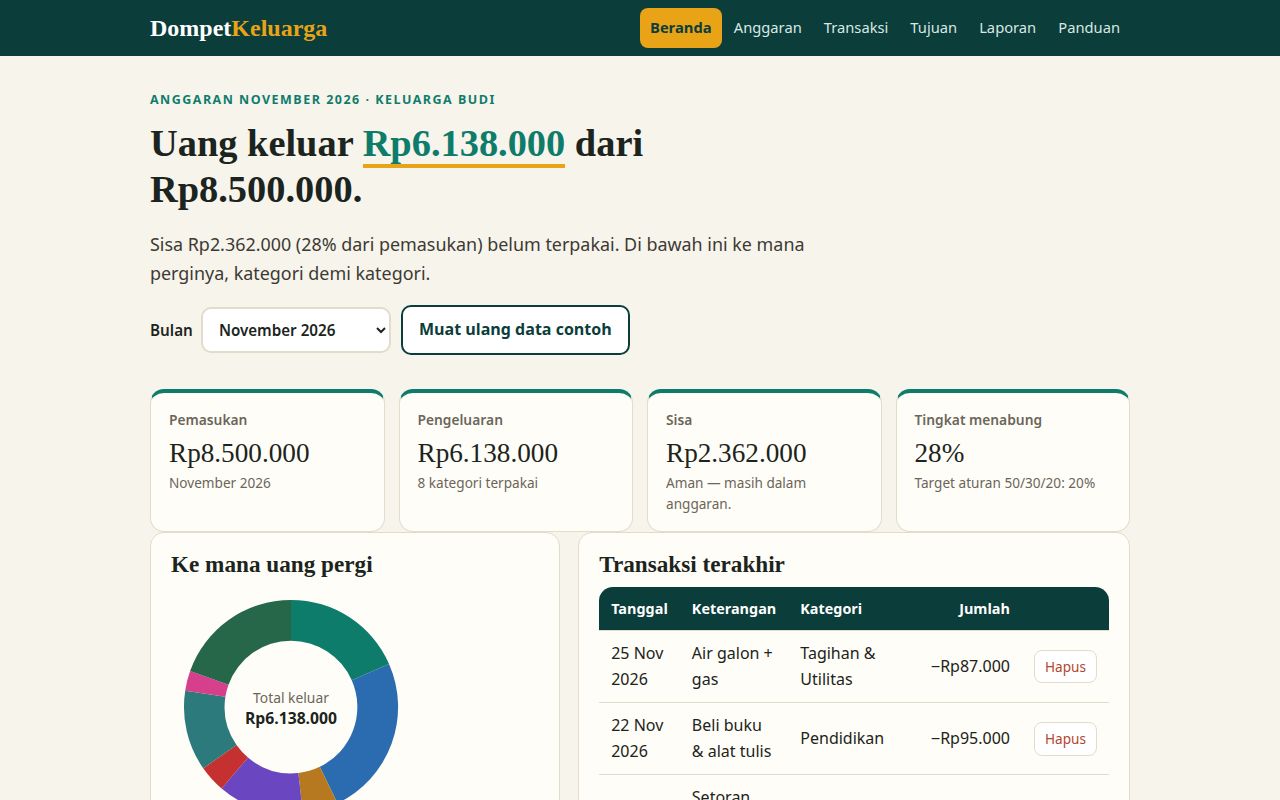 DompetKeluarga
Beranda Anggaran Transaksi Tujuan Laporan Panduan
ANGGARAN NOVEMBER 2026 · KELUARGA BUDI
Uang keluar Rp6.138.000 dari
Rp8.500.000.
Sisa Rp2.362.000 (28% dari pemasukan) belum terpakai. Di bawah ini ke mana
perginya, kategori demi kategori.
Bulan November 2026 Muat ulang data contoh
Pemasukan
Rp8.500.000
November 2026
Pengeluaran
Rp6.138.000
8 kategori terpakai
Sisa
Rp2.362.000
Aman — masih dalam
anggaran.
Tingkat menabung
28%
Target aturan 50/30/20: 20%
Ke mana uang pergi
Total keluar
Rp6.138.000
Transaksi terakhir
Tanggal Keterangan Kategori Jumlah
25 Nov
2026
Air galon +
gas
Tagihan &
Utilitas
−Rp87.000
Hapus
22 Nov
2026
Beli buku
& alat tulis
Pendidikan
−Rp95.000
Hapus
Setoran